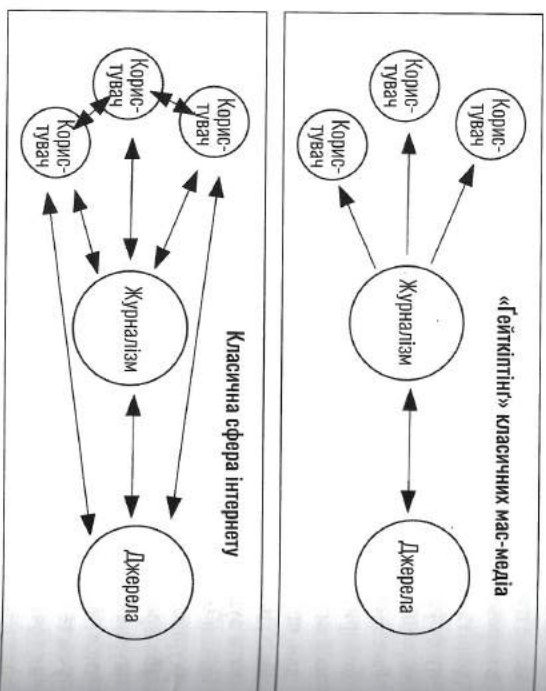 «Ґейткіптінґ» класичних мас-медіа
Корис-
тувач
Корис-
тувач
Корис-
тувач
Журналізм
Джерела
Класична сфера інтернету
Корис-
тувач
Корис-
тувач
Корис-
тувач
Журналізм
Джерела